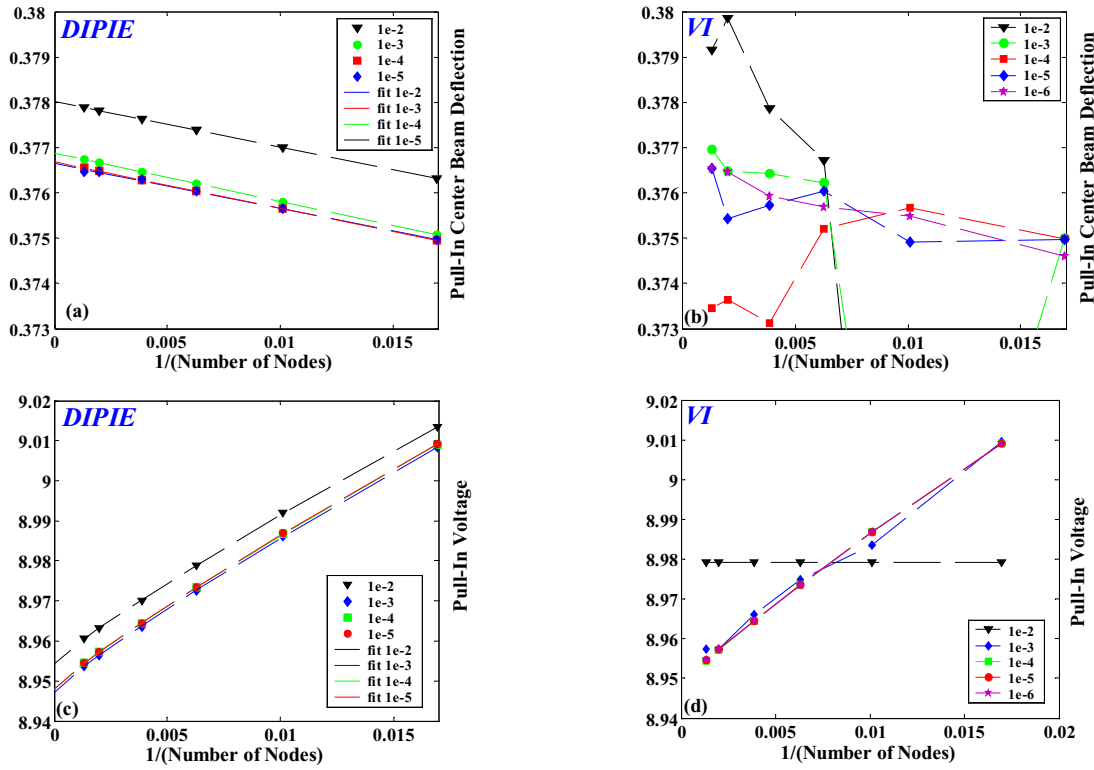 DIPIE
0.38
0.379
0.378
0.377
0.376
0.375
0.374
0.373
0
0.005
0.01
0.015
1/(Number of Nodes)
Pull-In Center Beam Deflection
(a)
1e-2
1e-3
1e-4
1e-5
fit 1e-2
fit 1e-3
fit 1e-4
fit 1e-5
VI
0.38
0.379
0.378
0.377
0.376
0.375
0.374
0.373
0
0.005
0.01
0.015
1/(Number of Nodes)
Pull-In Center Beam Deflection
(b)
1e-2
1e-3
1e-4
1e-5
1e-6
DIPIE
9.02
9.01
9
8.99
8.98
8.97
8.96
8.95
8.94
0
0.005
0.01
0.015
1/(Number of Nodes)
Pull-In Voltage
(c)
1e-2
1e-3
1e-4
1e-5
fit 1e-2
fit 1e-3
fit 1e-4
fit 1e-5
VI
9.02
9.01
9
8.99
8.98
8.97
8.96
8.95
8.94
0
0.005
0.01
0.015
0.02
1/(Number of Nodes)
Pull-In Voltage
(d)
1e-2
1e-3
1e-4
1e-5
1e-6